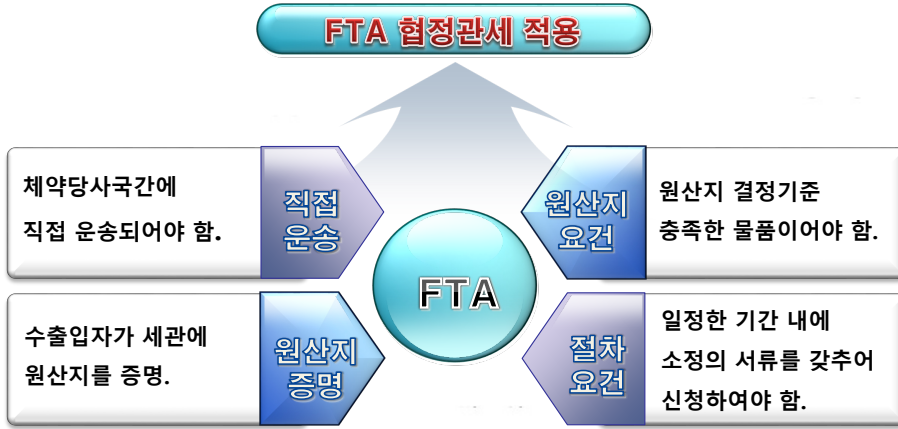 FTA 협정관세 적용
체약당사국간에
직접 운송되어야 함.
직접
운송
원산지
요건
원산지 결정기준
충족한 물품이어야 함.
FTA
수출입자가 세관에
원산지를 증명.
원산지
증명
절차
요건
일정한 기간 내에
소정의 서류를 갖추어
신청하여야 함.